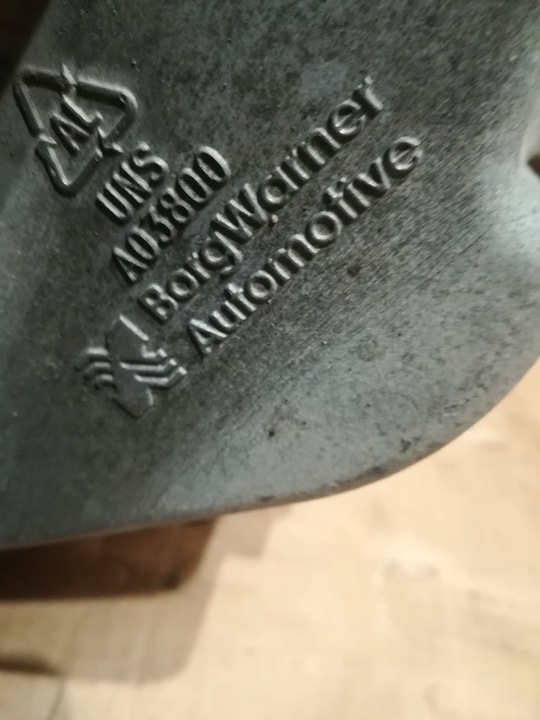 AL
UNS
A03800
BorgWarner
Automotive